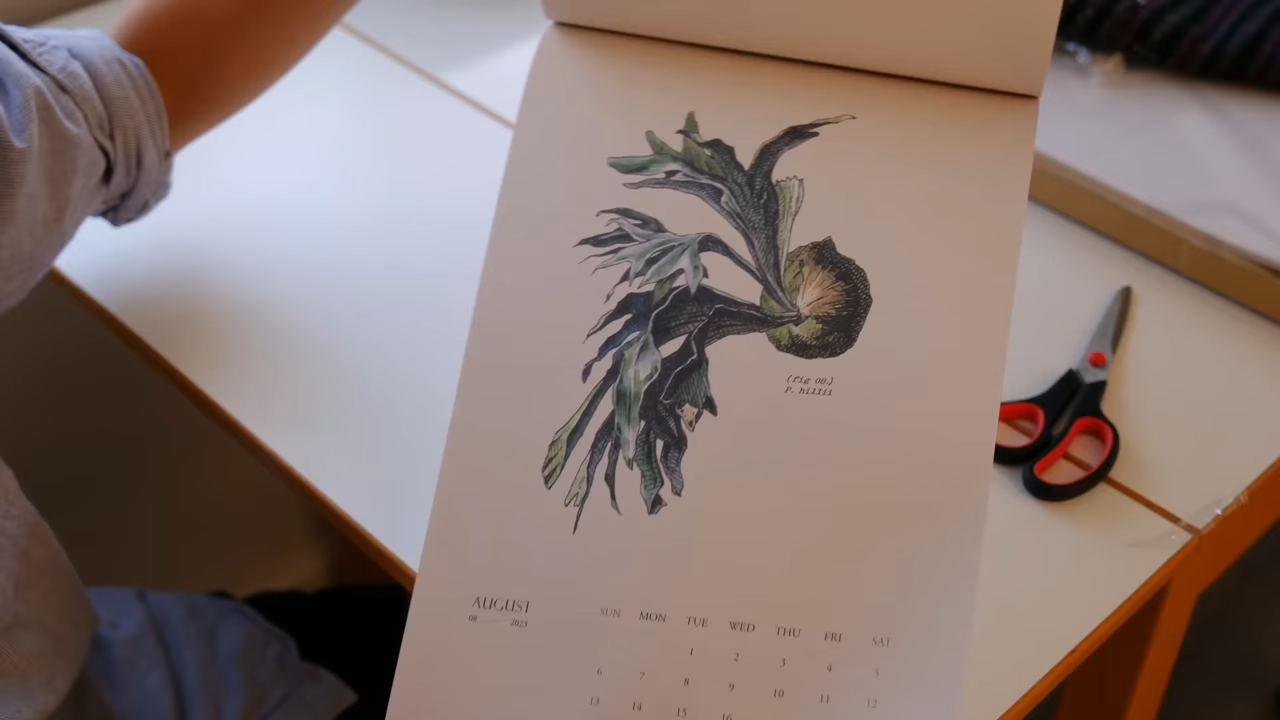 (fig 08.)
P. hillii
AUGUST
08 2023
SUN MON TUE WED THU FRI SAT
1 2 3 4 5
6 7 8 9 10 11 12
13 14 15 16